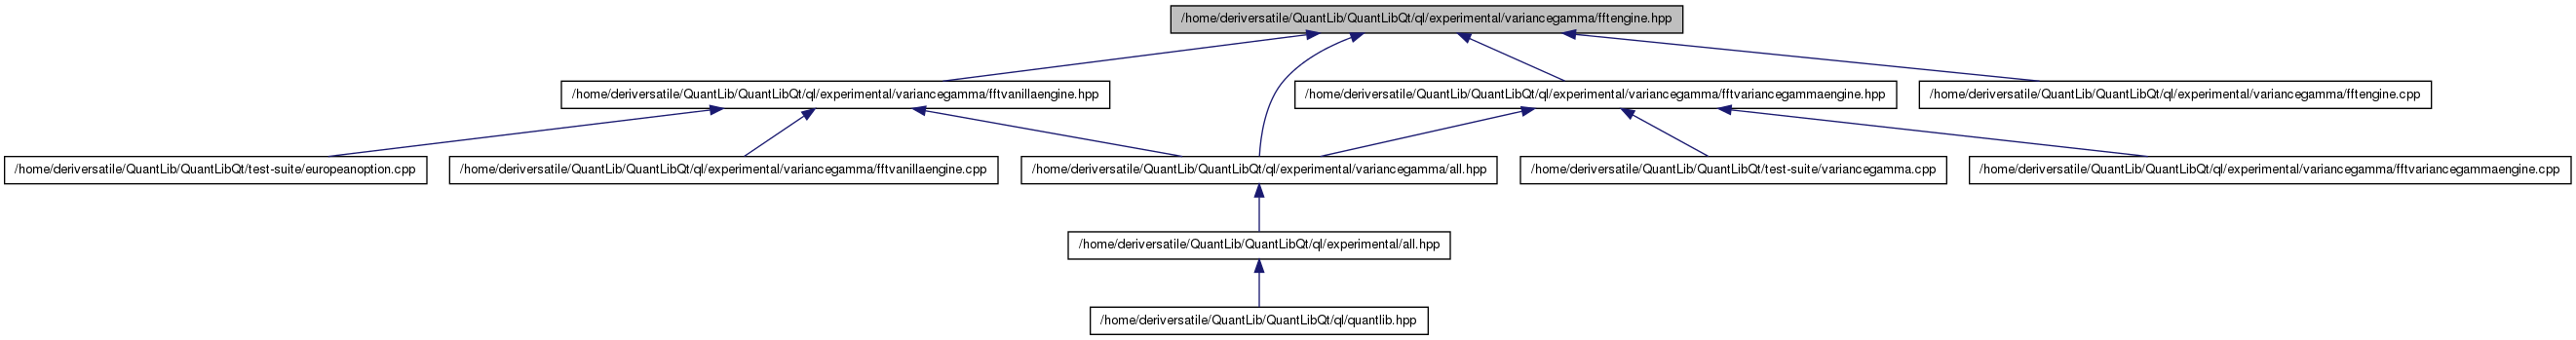 /home/deriversatile/QuantLib/QuantLibQt/ql/experimental/variancegamma/fftengine.hpp
/home/deriversatile/QuantLib/QuantLibQt/ql/experimental/variancegamma/fftvanillaengine.hpp
/home/deriversatile/QuantLib/QuantLibQt/ql/experimental/variancegamma/fftvariancegammaengine.hpp
/home/deriversatile/QuantLib/QuantLibQt/ql/experimental/variancegamma/fftengine.cpp
/home/deriversatile/QuantLib/QuantLibQt/test-suite/europeanoption.cpp
/home/deriversatile/QuantLib/QuantLibQt/ql/experimental/variancegamma/fftvanillaengine.cpp
/home/deriversatile/QuantLib/QuantLibQt/ql/experimental/variancegamma/all.hpp
/home/deriversatile/QuantLib/QuantLibQt/test-suite/variancegamma.cpp
/home/deriversatile/QuantLib/QuantLibQt/ql/experimental/variancegamma/fftvariancegammaengine.cpp
/home/deriversatile/QuantLib/QuantLibQt/ql/experimental/all.hpp
/home/deriversatile/QuantLib/QuantLibQt/ql/quantlib.hpp